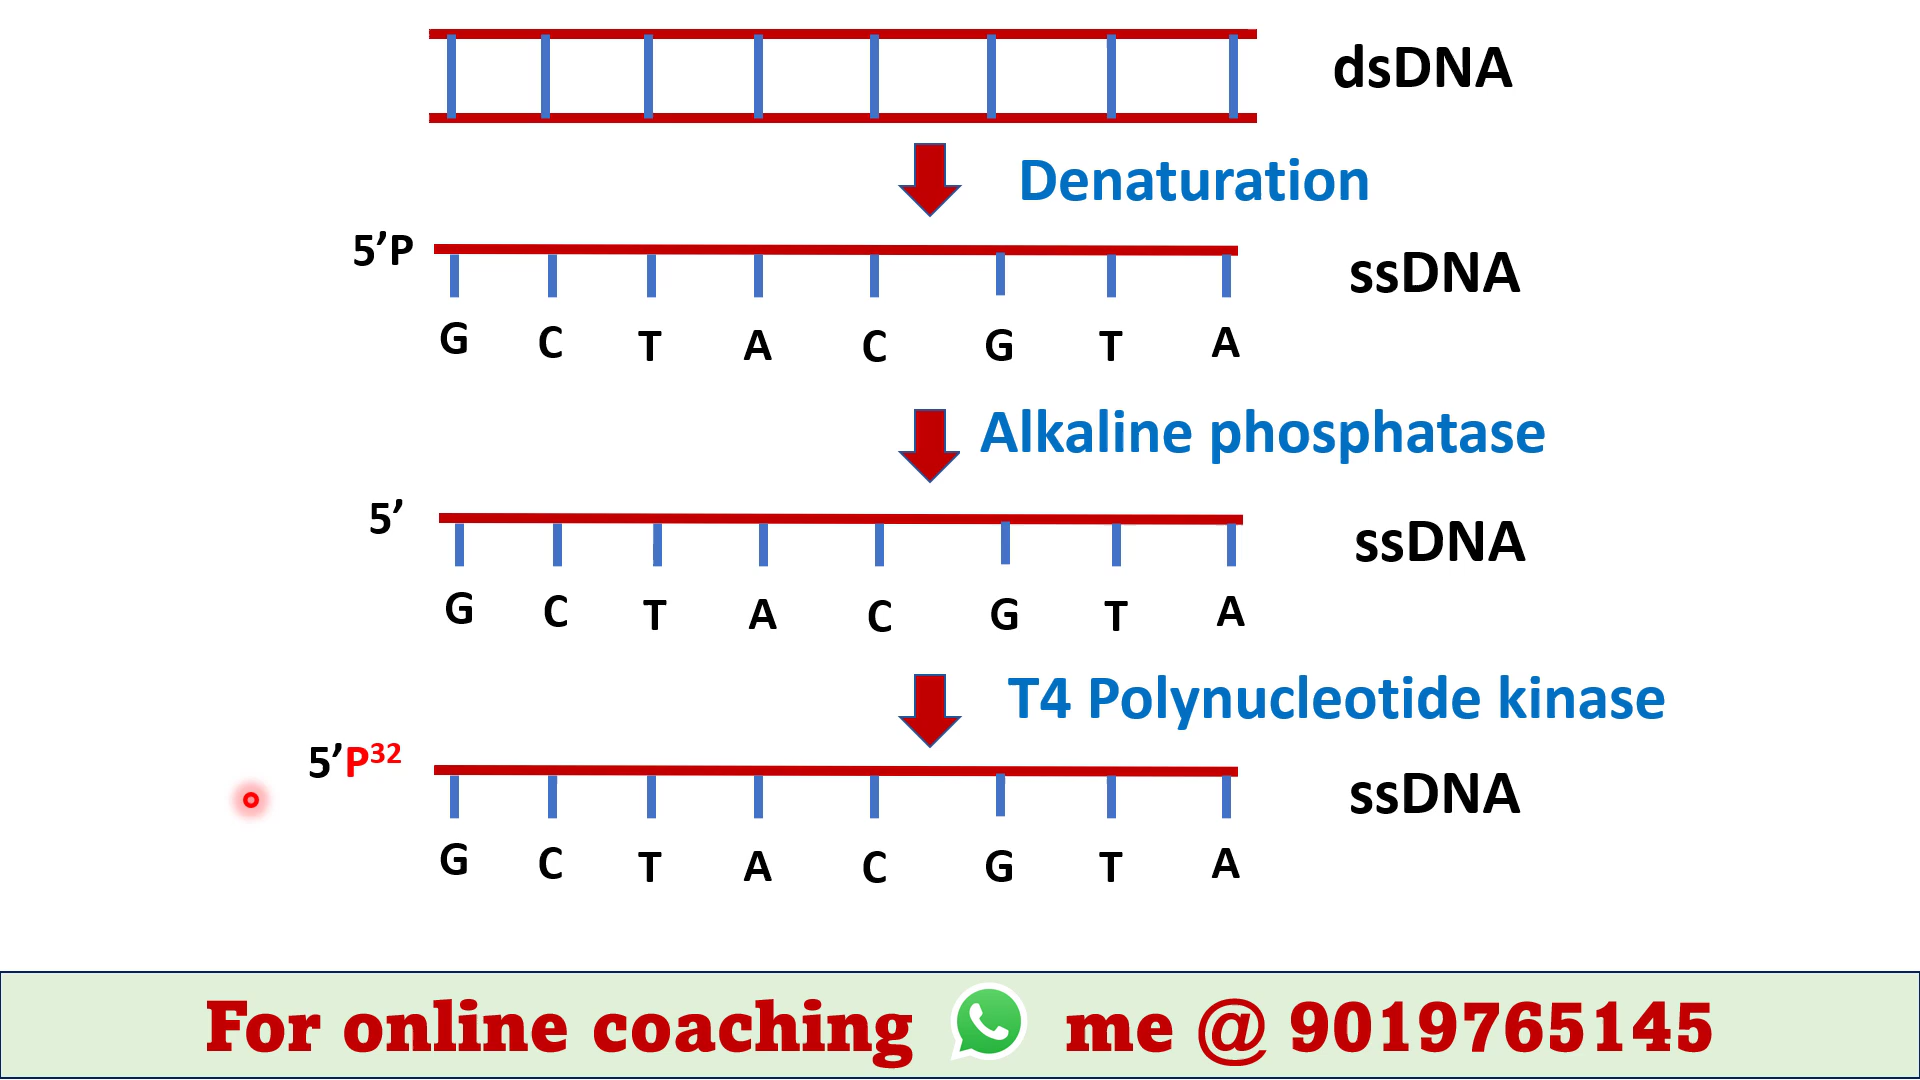 dsDNA
Denaturation
5’P
ssDNA
G C T A C G T A
Alkaline phosphatase
5’
ssDNA
G C T A C G T A
T4 Polynucleotide kinase
5’P³²
ssDNA
G C T A C G T A
For online coaching me @ 9019765145